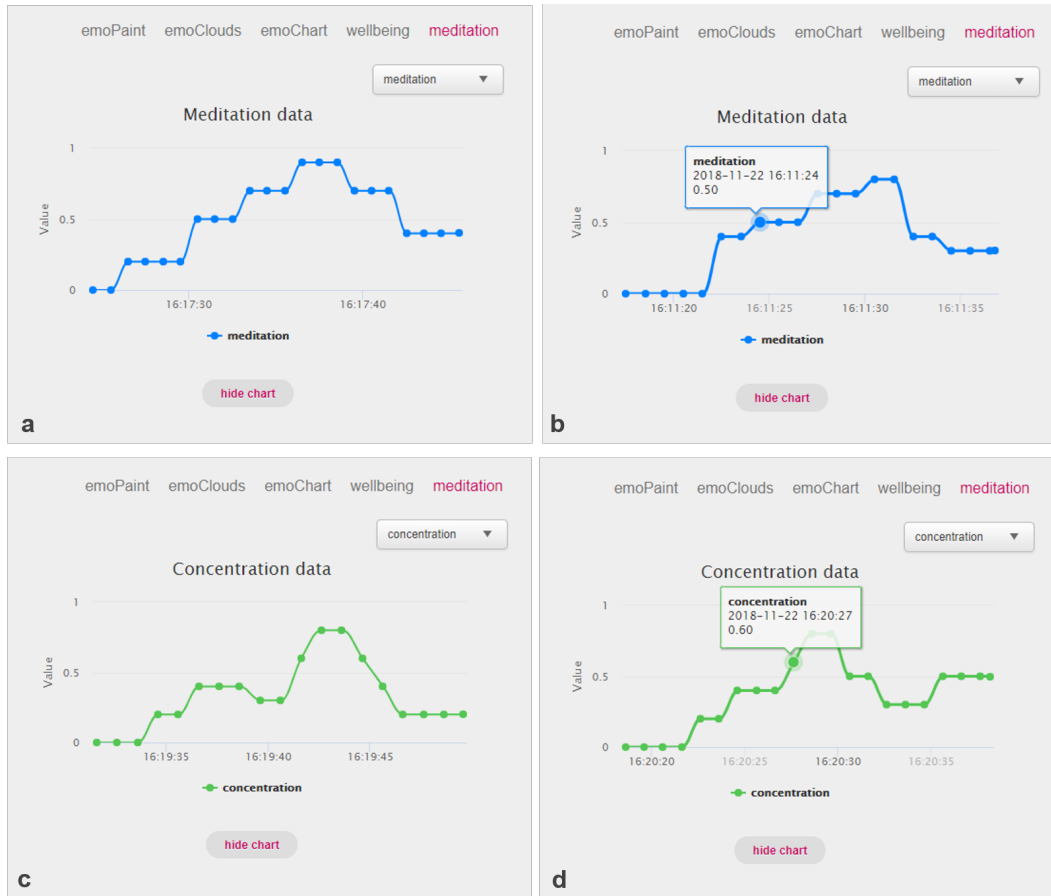 emoPaint emoClouds emoChart wellbeing meditation
meditation
Meditation data
1
0.5
0
Value
16:17:30 16:17:40
meditation
hide chart
a
emoPaint emoClouds emoChart wellbeing meditation
meditation
Meditation data
1
meditation
2018-11-22 16:11:24
0.50
0.5
0
Value
16:11:20 16:11:25 16:11:30 16:11:35
meditation
hide chart
b
emoPaint emoClouds emoChart wellbeing meditation
concentration
Concentration data
1
0.5
0
Value
16:19:35 16:19:40 16:19:45
concentration
hide chart
c
emoPaint emoClouds emoChart wellbeing meditation
concentration
Concentration data
1
concentration
2018-11-22 16:20:27
0.60
0.5
0
Value
16:20:20 16:20:25 16:20:30 16:20:35
concentration
hide chart
d